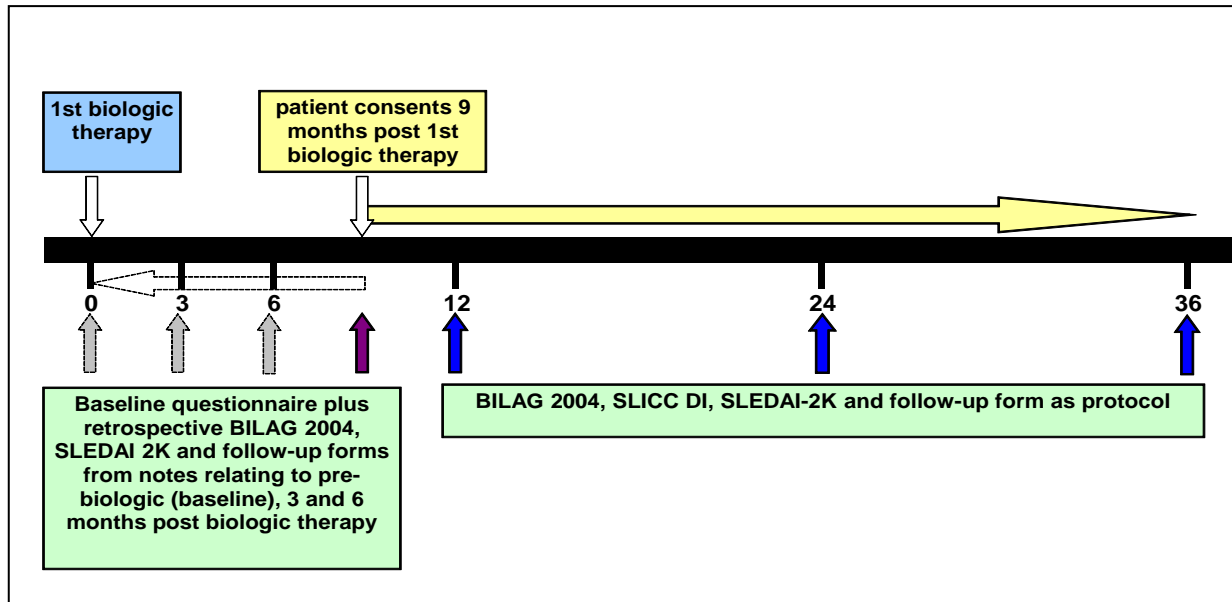 1st biologic
therapy
patient consents 9
months post 1st
biologic therapy
0
3
6
12
24
36
Baseline questionnaire plus
retrospective BILAG 2004,
SLEDAI 2K and follow-up forms
from notes relating to pre-
biologic (baseline), 3 and 6
months post biologic therapy
BILAG 2004, SLICC DI, SLEDAI-2K and follow-up form as protocol